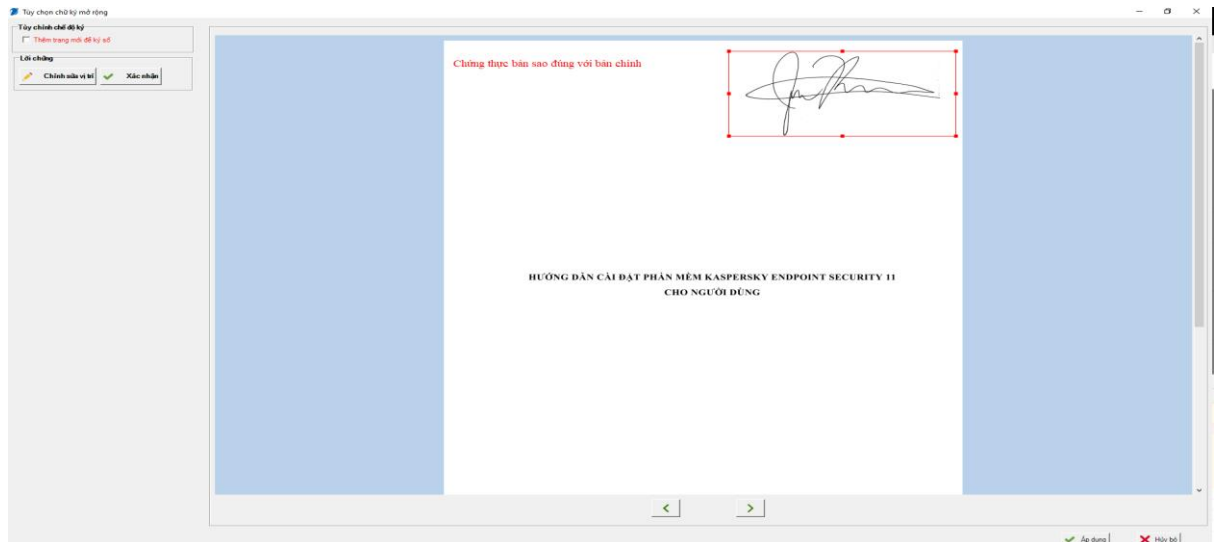 Tùy chọn chữ ký mở rộng
Tùy chỉnh chế độ ký
Thêm trang mới để ký số
Lời chứng
Chỉnh sửa vị trí
Xác nhận
Chứng thực bản sao đúng với bản chính
HƯỚNG DẪN CÀI ĐẶT PHẦN MỀM KASPERSKY ENDPOINT SECURITY 11
CHO NGƯỜI DÙNG
Áp dụng
Hủy bỏ